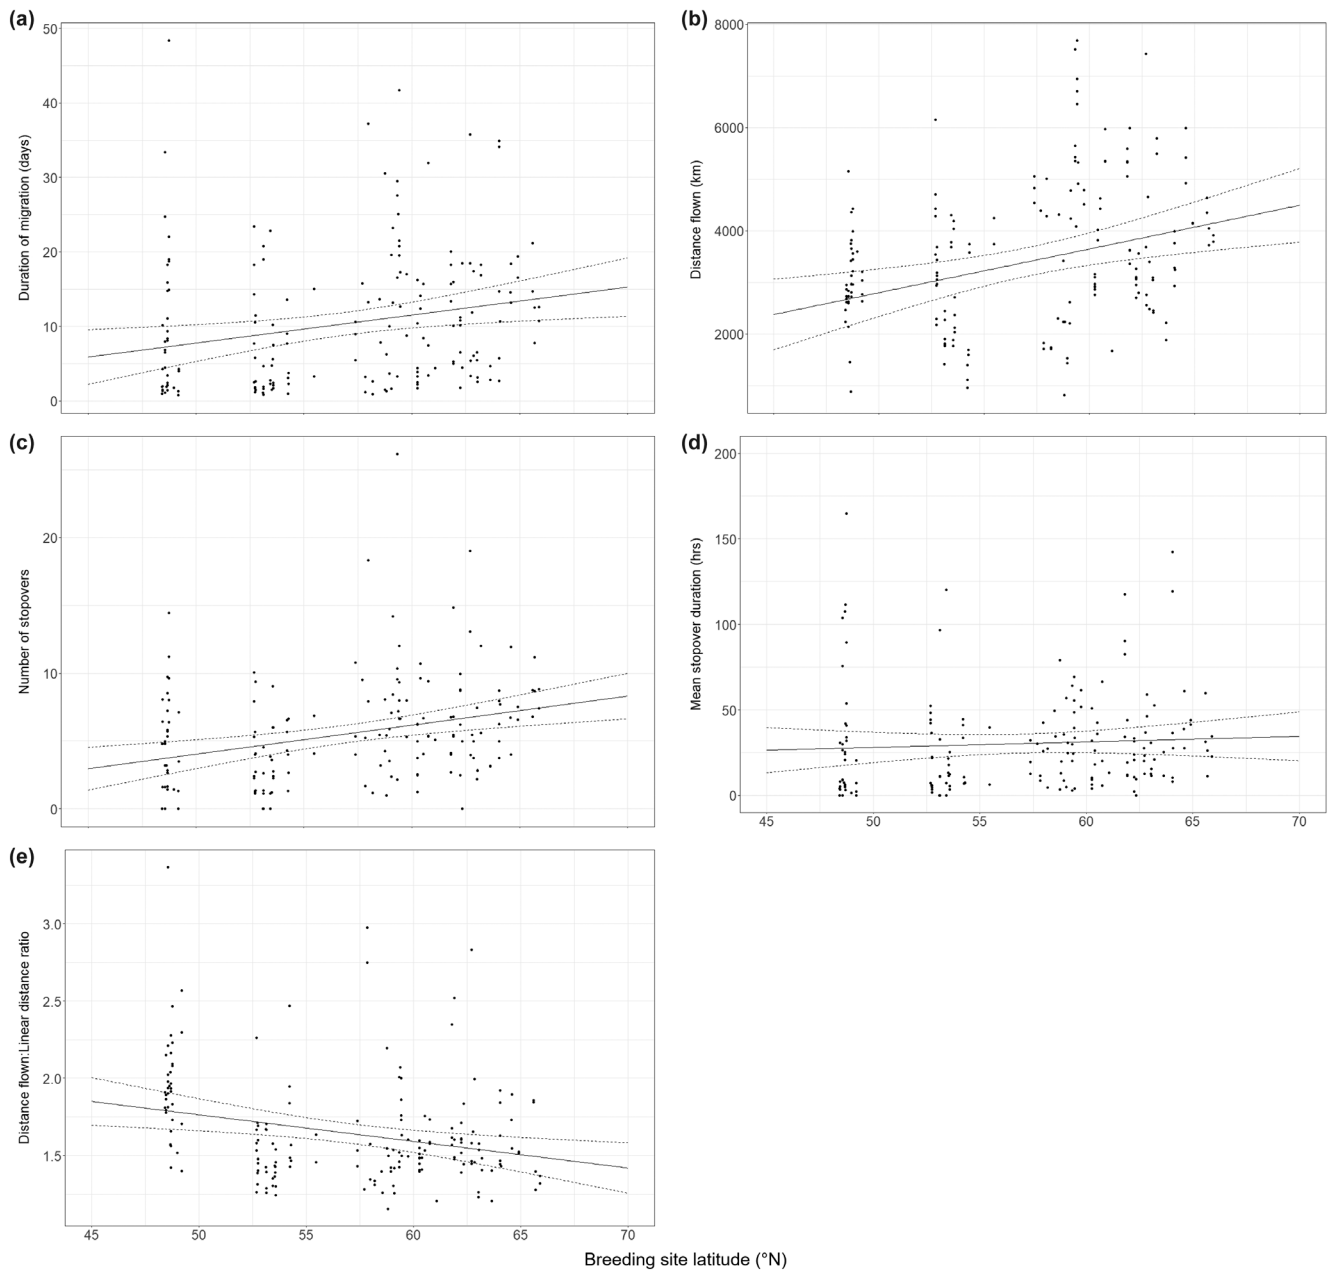 (a)
50
40
30
20
10
0
Duration of migration (days)
(b)
8000
6000
4000
2000
Distance flown (km)
(c)
20
10
0
Number of stopovers
(d)
200
150
100
50
0
Mean stopover duration (hrs)
45 50 55 60 65 70
(e)
3.0
2.5
2.0
1.5
Distance flown:Linear distance ratio
45 50 55 60 65 70
Breeding site latitude (°N)